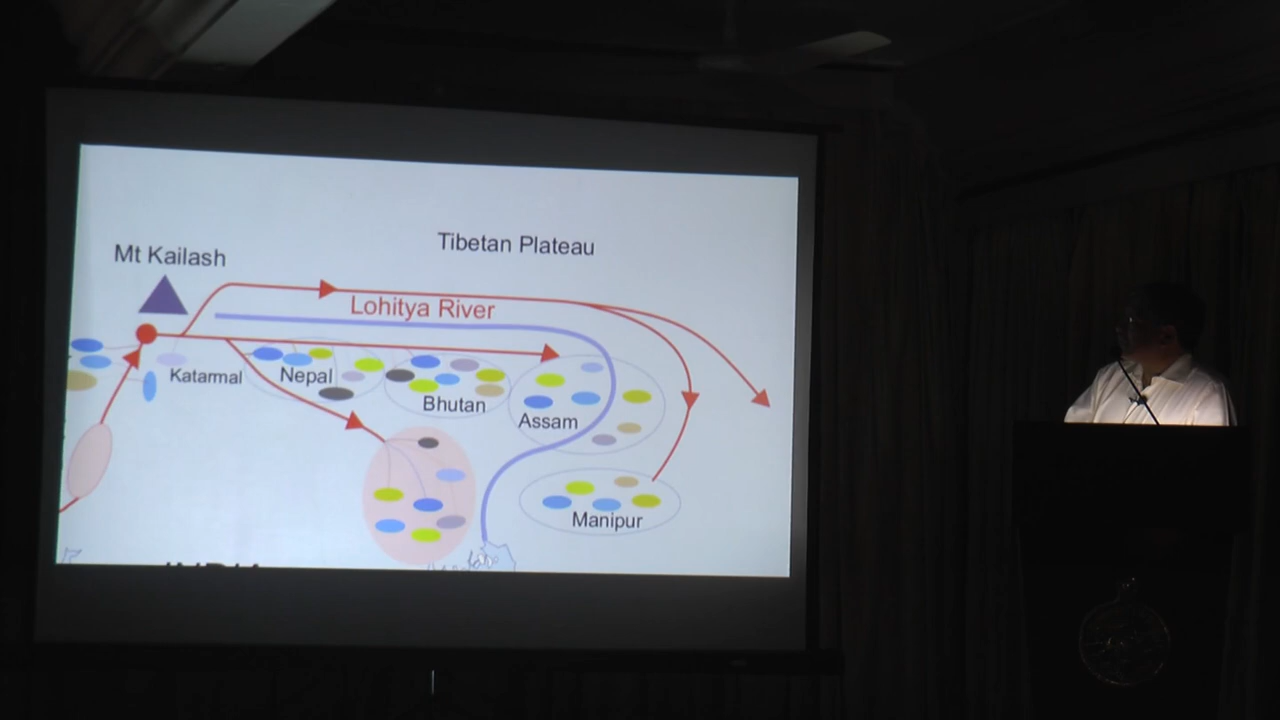 Tibetan Plateau
Mt Kailash
Lohitya River
Katarmal
Nepal
Bhutan
Assam
Manipur